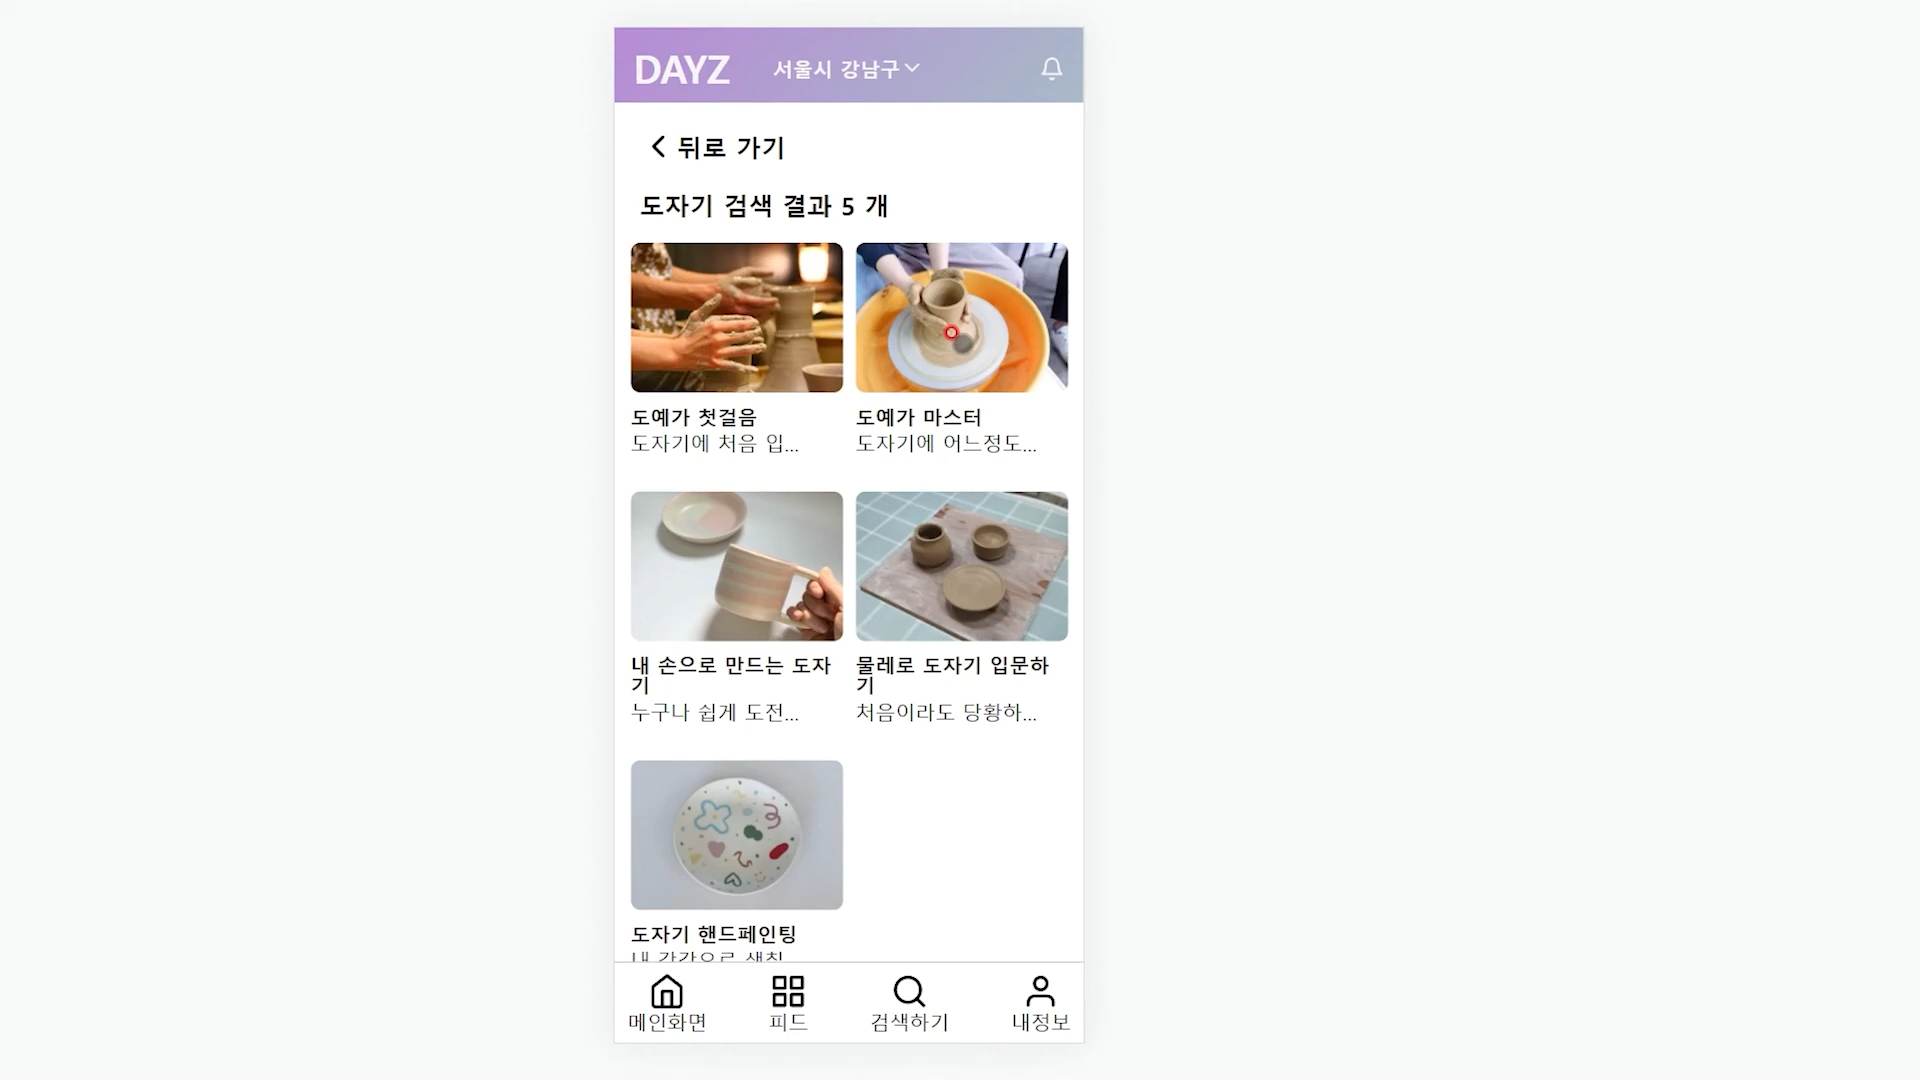 DAYZ 서울시 강남구
뒤로 가기
도자기 검색 결과 5 개
도예가 첫걸음
도자기에 처음 입...
도예가 마스터
도자기에 어느정도...
내 손으로 만드는 도자
기
누구나 쉽게 도전...
물레로 도자기 입문하
기
처음이라도 당황하...
도자기 핸드페인팅
메인화면 피드 검색하기 내정보